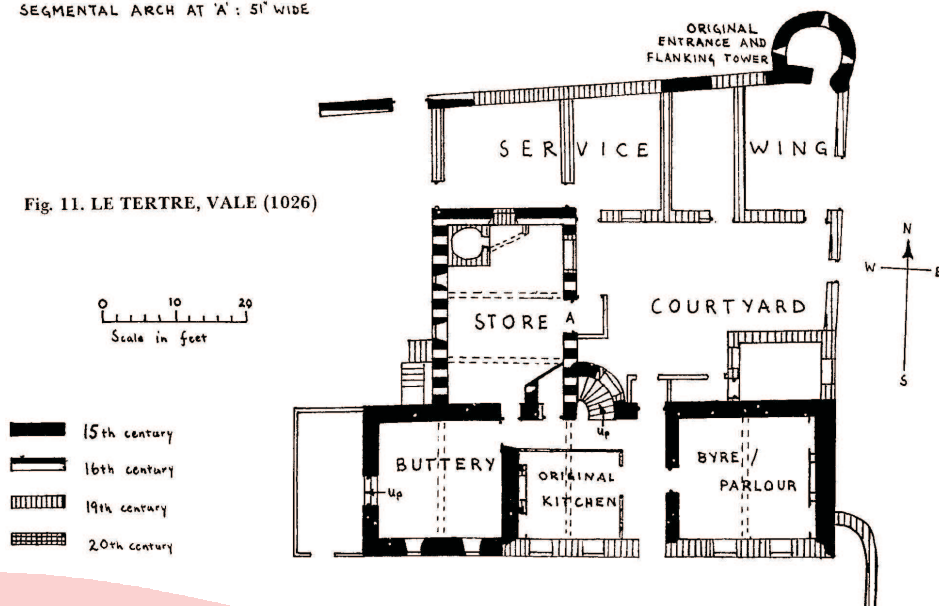 SEGMENTAL ARCH AT 'A' : 51" WIDE
ORIGINAL
ENTRANCE AND
FLANKING TOWER
SERVICE WING
Fig. 11. LE TERTRE, VALE (1026)
N
W E
S
0 10 20
Scale in feet
STORE A
COURTYARD
Up
15th century
16th century
19th century
20th century
BUTTERY
Up
ORIGINAL
KITCHEN
BYRE /
PARLOUR